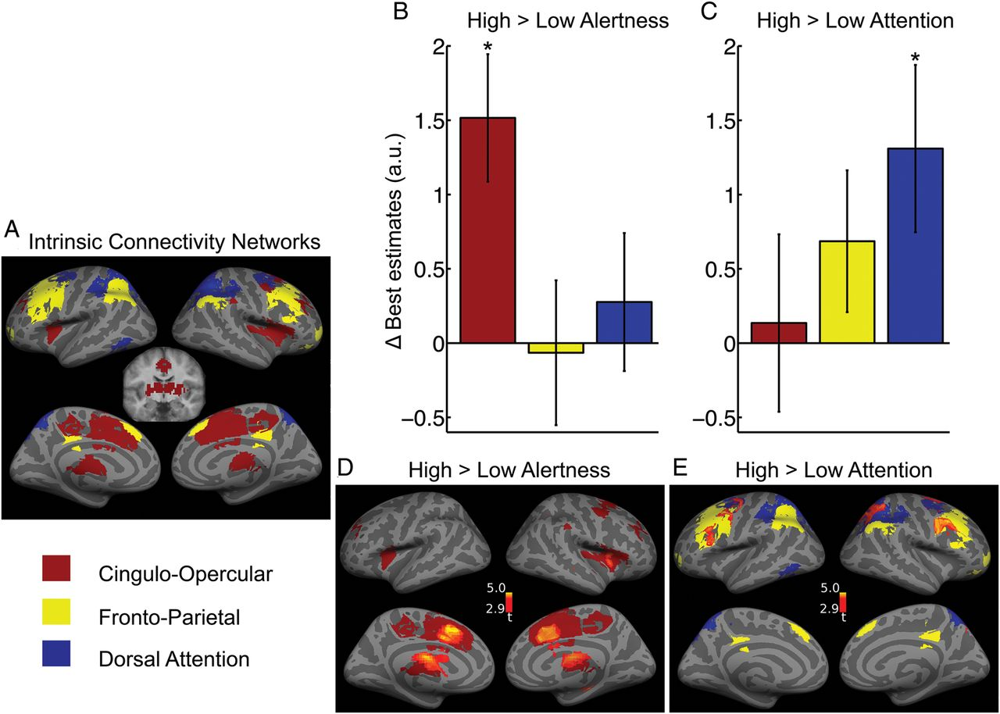 A
Intrinsic Connectivity Networks
Cingulo-Opercular
Fronto-Parietal
Dorsal Attention
B
High > Low Alertness
*
Δ Best estimates (a.u.)
2
1.5
1
0.5
0
−0.5
C
High > Low Attention
*
2
1.5
1
0.5
0
−0.5
D
High > Low Alertness
5.0
2.9
t
E
High > Low Attention
5.0
2.9
t